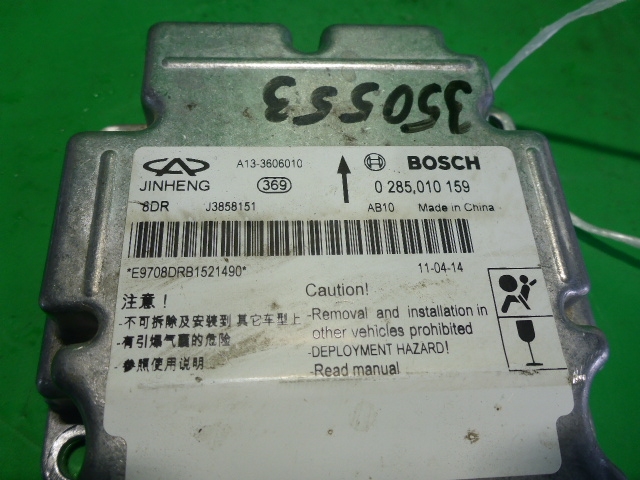 350553
A13-3606010
BOSCH
JINHENG
369
0 285,010 159
8DR
J3858151
AB10
Made in China
*E9708DRB1521490*
11-04-14
注意！
Caution!
-不可拆除及安装到其它车型上
-Removal and installation in
other vehicles prohibited
-有引爆气囊的危险
-DEPLOYMENT HAZARD!
-参照使用说明
-Read manual